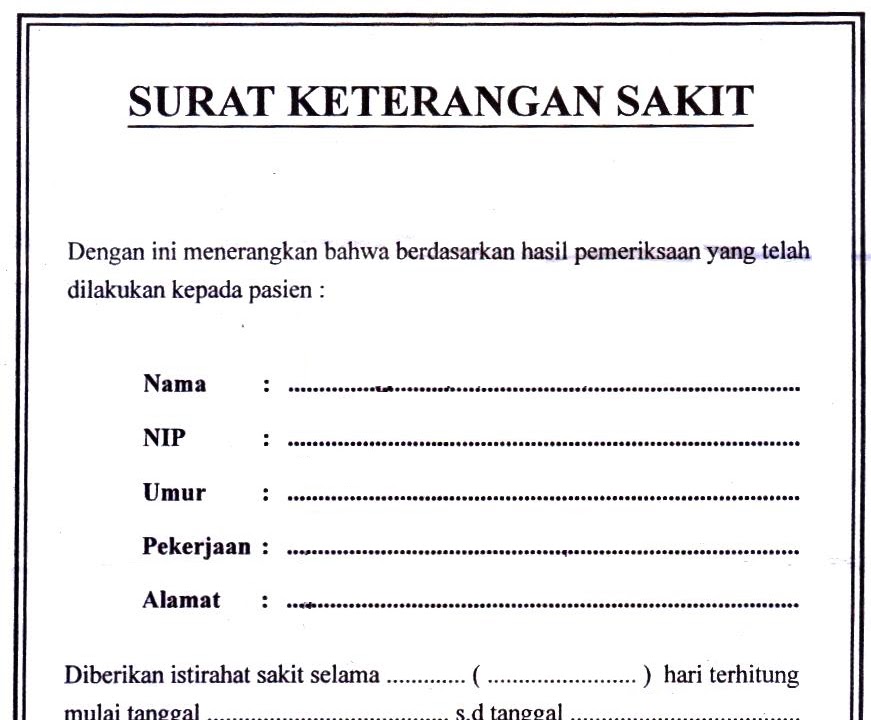 SURAT KETERANGAN SAKIT
Dengan ini menerangkan bahwa berdasarkan hasil pemeriksaan yang telah
dilakukan kepada pasien :
Nama : ....................................................................................
NIP : ....................................................................................
Umur : ....................................................................................
Pekerjaan : ....................................................................................
Alamat : ....................................................................................
Diberikan istirahat sakit selama ............. ( ........................ ) hari terhitung
mulai tanggal ....................................... s.d tanggal .....................................